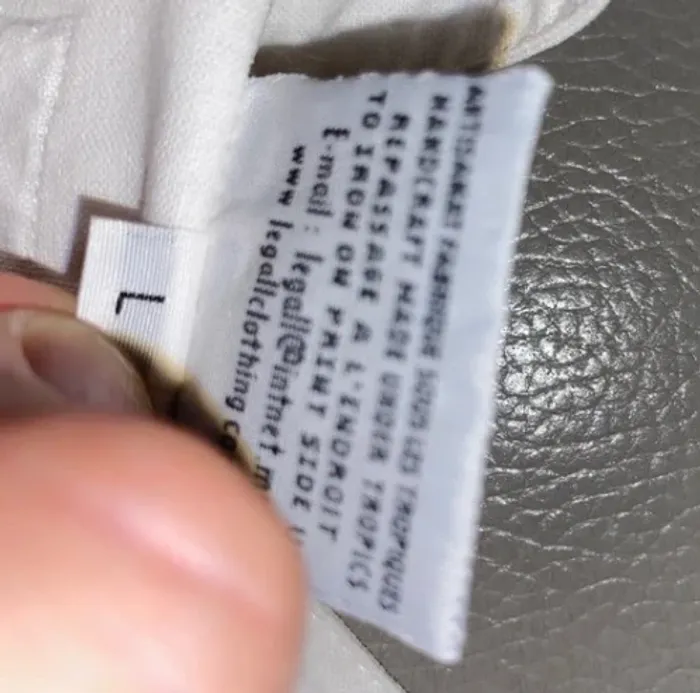 ARTISANAT FABRIQUE SOUS LES TROPIQUES
HANDCRAFT MADE UNDER TROPICS
REPASSAGE A L'ENDROIT
TO IRON ON PRINT SIDE
E-mail : legall@intnet.m
www legallclothing co
L